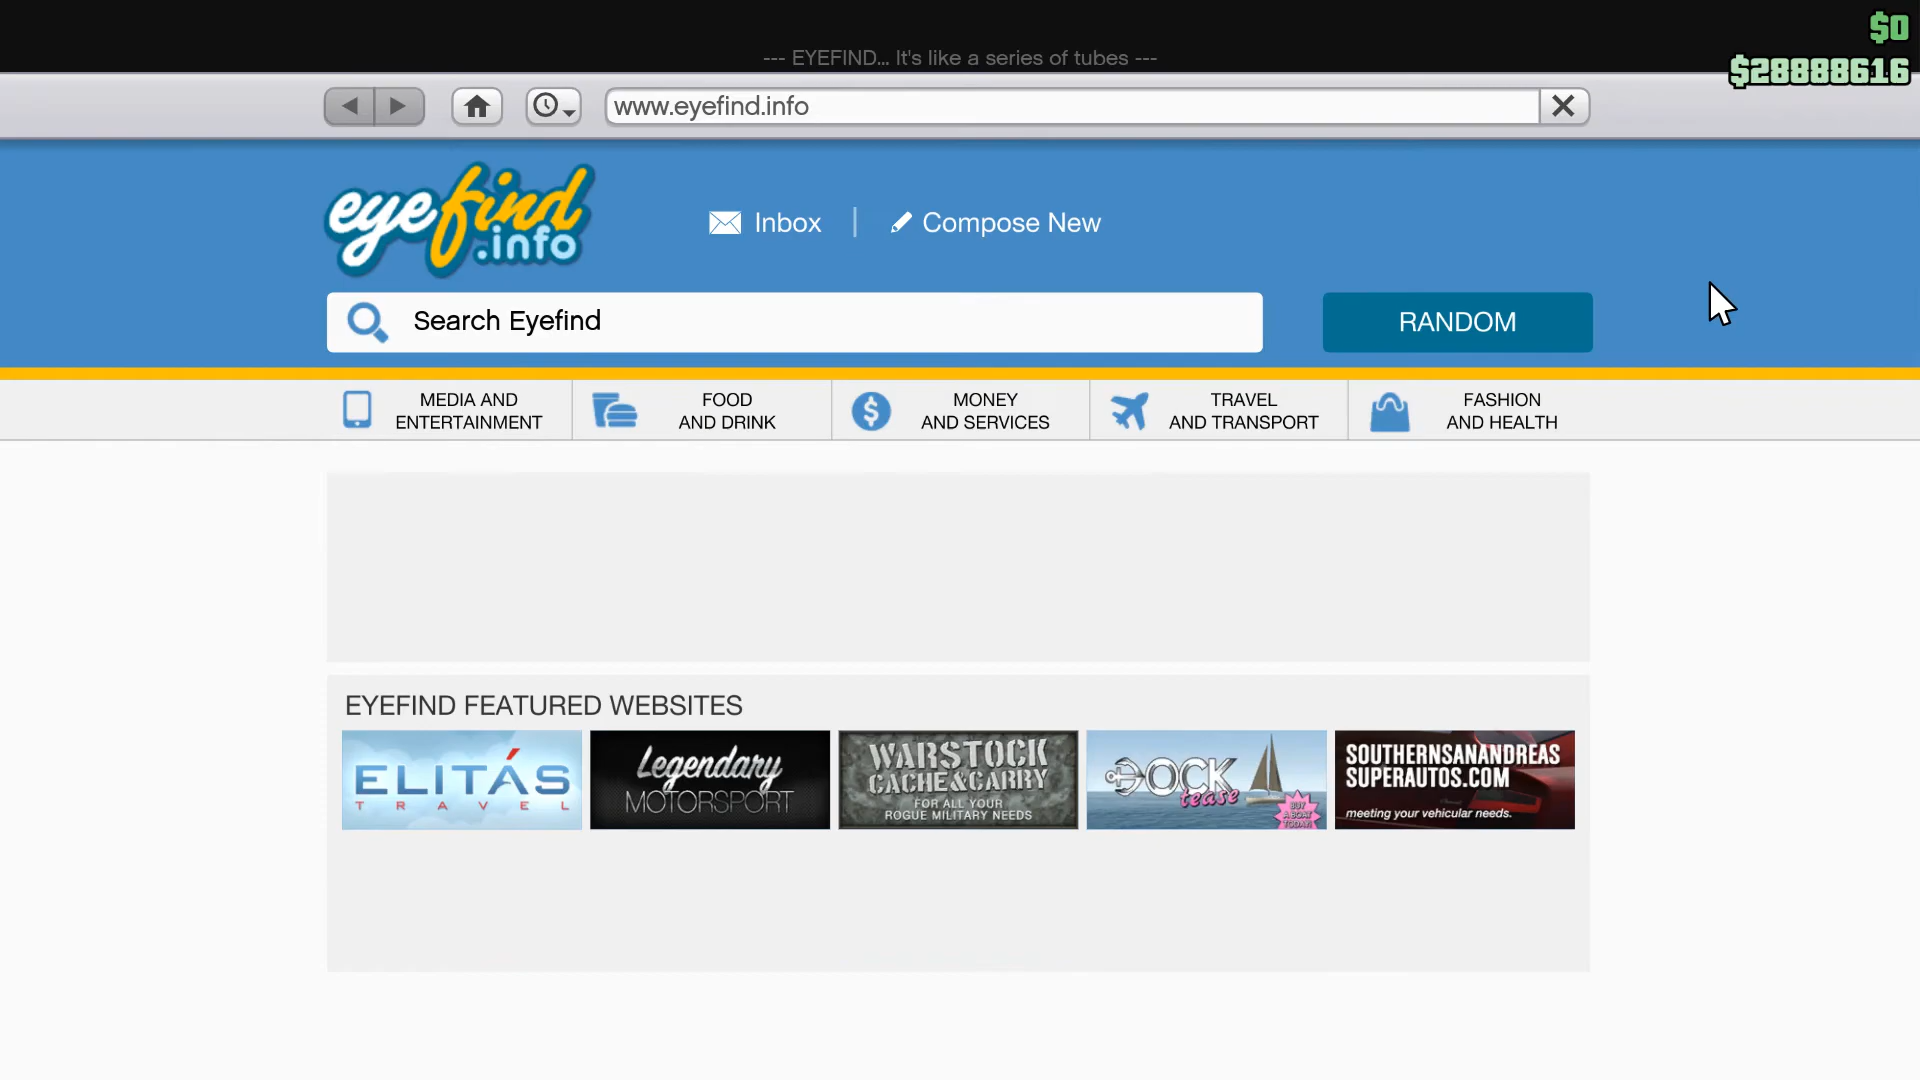 $0
--- EYEFIND... It's like a series of tubes ---
$28888616
www.eyefind.info
eyefind
.info
Inbox
Compose New
Search Eyefind
RANDOM
MEDIA AND
ENTERTAINMENT
FOOD
AND DRINK
MONEY
AND SERVICES
TRAVEL
AND TRANSPORT
FASHION
AND HEALTH
EYEFIND FEATURED WEBSITES
ELITÁS
TRAVEL
Legendary
MOTORSPORT
WARSTOCK
CACHE&CARRY
FOR ALL YOUR
ROGUE MILITARY NEEDS
DOCK
tease
BUY
A BOAT
TODAY!
SOUTHERNSANANDREAS
SUPERAUTOS.COM
meeting your vehicular needs.